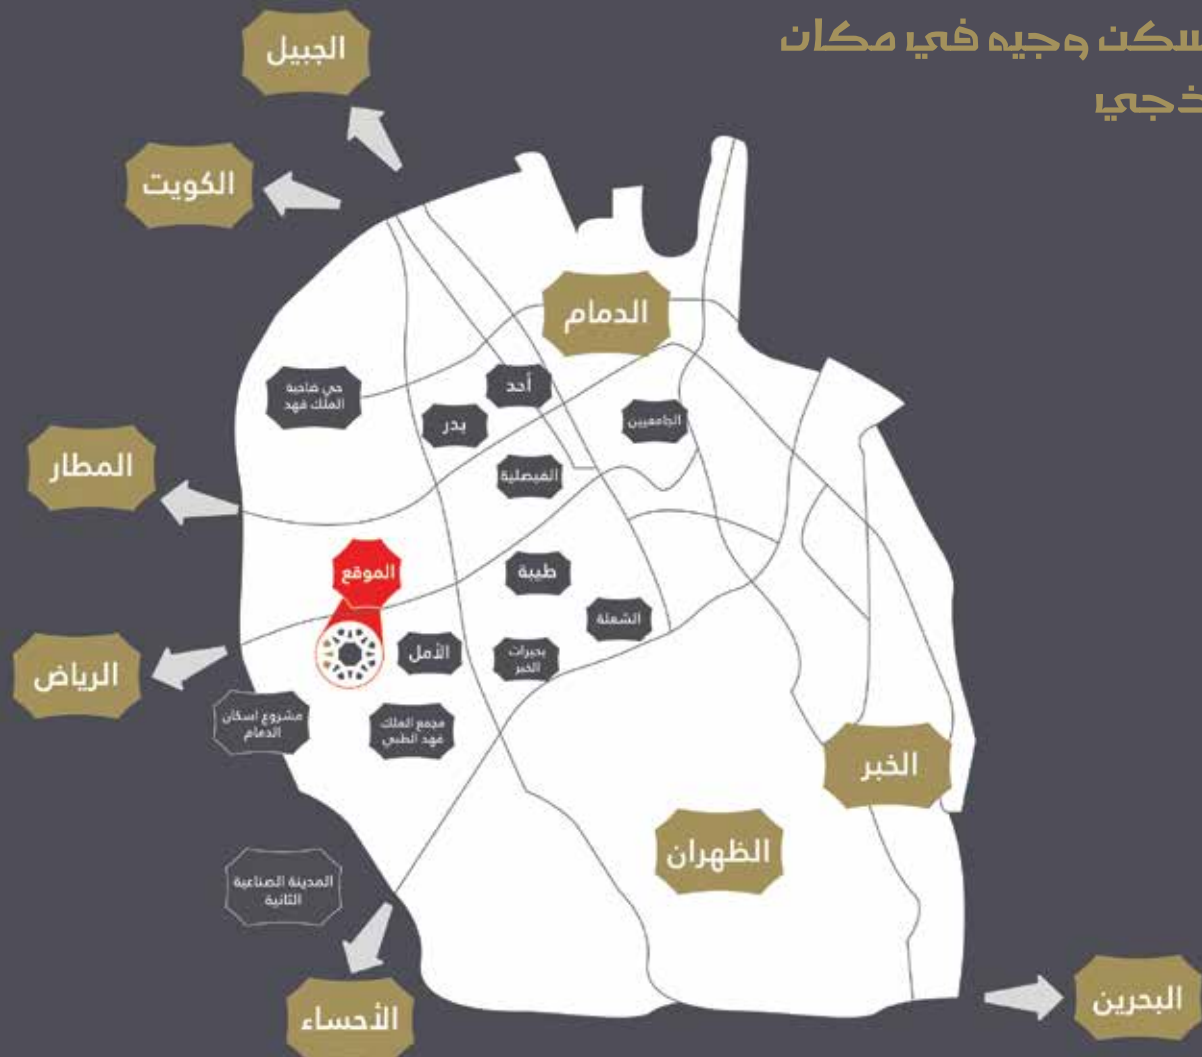 سكن وجيه في مكان
ذجي
الجبيل
الكويت
الدمام
حي ضاحية
الملك فهد
أحد
بدر
الجامعيين
المطار
الفيصلية
الموقع
طيبة
الشعلة
الأمل
بحيرات
الخبر
الرياض
مشروع اسكان
الدمام
مجمع الملك
فهد الطبي
الخبر
الظهران
المدينة الصناعية
الثانية
البحرين
الأحساء